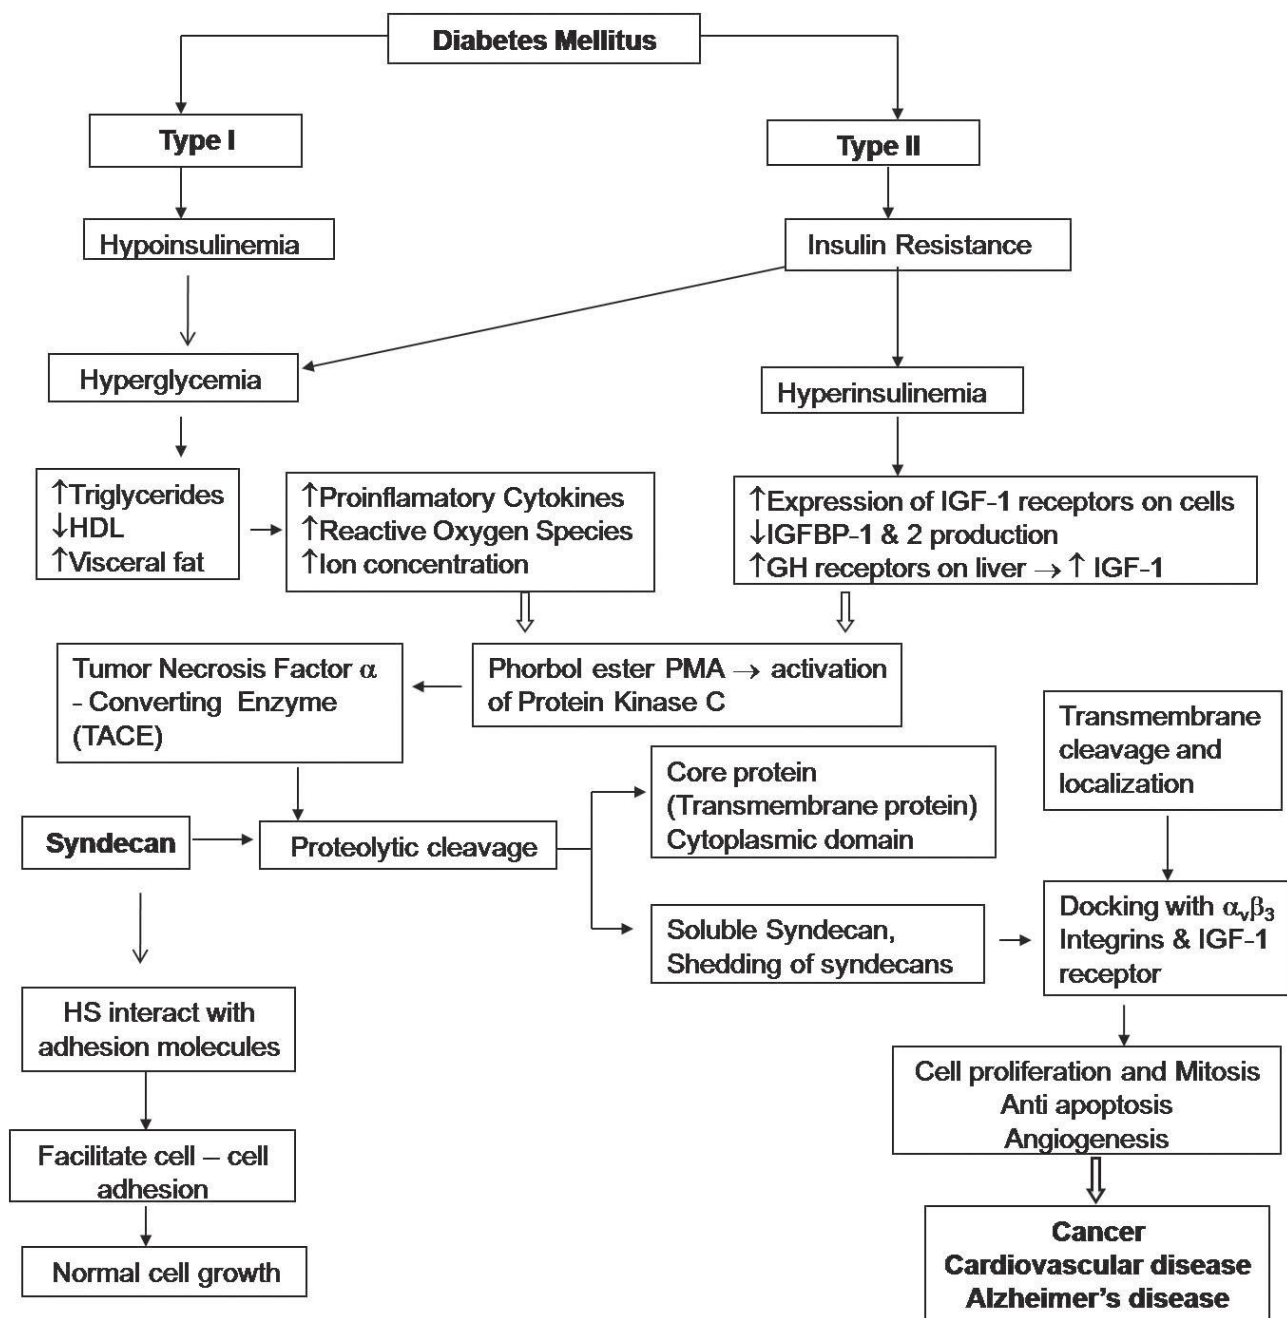 Diabetes Mellitus
Type I
Type II
Hypoinsulinemia
Insulin Resistance
Hyperglycemia
Hyperinsulinemia
↑Triglycerides
↓HDL
↑Visceral fat
↑Proinflamatory Cytokines
↑Reactive Oxygen Species
↑Ion concentration
↑Expression of IGF-1 receptors on cells
↓IGFBP-1 & 2 production
↑GH receptors on liver → ↑ IGF-1
Tumor Necrosis Factor α
- Converting Enzyme
(TACE)
Phorbol ester PMA → activation
of Protein Kinase C
Transmembrane
cleavage and
localization
Core protein
(Transmembrane protein)
Cytoplasmic domain
Syndecan
Proteolytic cleavage
Soluble Syndecan,
Shedding of syndecans
Docking with αvβ3
Integrins & IGF-1
receptor
HS interact with
adhesion molecules
Cell proliferation and Mitosis
Anti apoptosis
Angiogenesis
Facilitate cell – cell
adhesion
Normal cell growth
Cancer
Cardiovascular disease
Alzheimer's disease